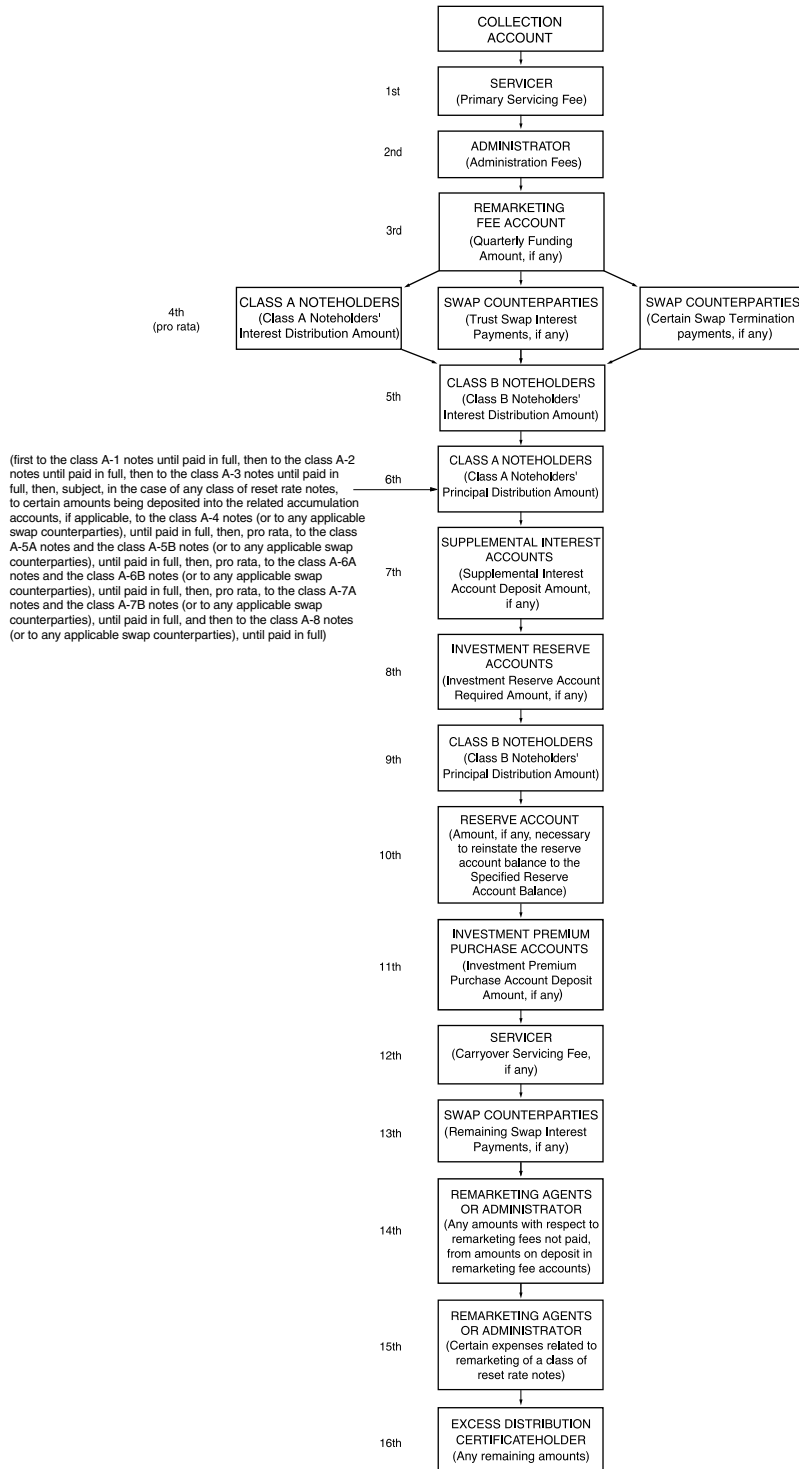 COLLECTION
ACCOUNT
1st
SERVICER
(Primary Servicing Fee)
2nd
ADMINISTRATOR
(Administration Fees)
3rd
REMARKETING
FEE ACCOUNT
(Quarterly Funding
Amount, if any)
4th
(pro rata)
CLASS A NOTEHOLDERS
(Class A Noteholders'
Interest Distribution Amount)
SWAP COUNTERPARTIES
(Trust Swap Interest
Payments, if any)
SWAP COUNTERPARTIES
(Certain Swap Termination
payments, if any)
5th
CLASS B NOTEHOLDERS
(Class B Noteholders'
Interest Distribution Amount)
(first to the class A-1 notes until paid in full, then to the class A-2
notes until paid in full, then to the class A-3 notes until paid in
full, then, subject, in the case of any class of reset rate notes,
to certain amounts being deposited into the related accumulation
accounts, if applicable, to the class A-4 notes (or to any applicable
swap counterparties), until paid in full, then, pro rata, to the class
A-5A notes and the class A-5B notes (or to any applicable swap
counterparties), until paid in full, then, pro rata, to the class A-6A
notes and the class A-6B notes (or to any applicable swap
counterparties), until paid in full, then, pro rata, to the class A-7A
notes and the class A-7B notes (or to any applicable swap
counterparties), until paid in full, and then to the class A-8 notes
(or to any applicable swap counterparties), until paid in full)
6th
CLASS A NOTEHOLDERS
(Class A Noteholders'
Principal Distribution Amount)
7th
SUPPLEMENTAL INTEREST
ACCOUNTS
(Supplemental Interest
Account Deposit Amount,
if any)
8th
INVESTMENT RESERVE
ACCOUNTS
(Investment Reserve Account
Required Amount, if any)
9th
CLASS B NOTEHOLDERS
(Class B Noteholders'
Principal Distribution Amount)
10th
RESERVE ACCOUNT
(Amount, if any, necessary
to reinstate the reserve
account balance to the
Specified Reserve
Account Balance)
11th
INVESTMENT PREMIUM
PURCHASE ACCOUNTS
(Investment Premium
Purchase Account Deposit
Amount, if any)
12th
SERVICER
(Carryover Servicing Fee,
if any)
13th
SWAP COUNTERPARTIES
(Remaining Swap Interest
Payments, if any)
14th
REMARKETING AGENTS
OR ADMINISTRATOR
(Any amounts with respect to
remarketing fees not paid,
from amounts on deposit in
remarketing fee accounts)
15th
REMARKETING AGENTS
OR ADMINISTRATOR
(Certain expenses related to
remarketing of a class of
reset rate notes)
16th
EXCESS DISTRIBUTION
CERTIFICATEHOLDER
(Any remaining amounts)